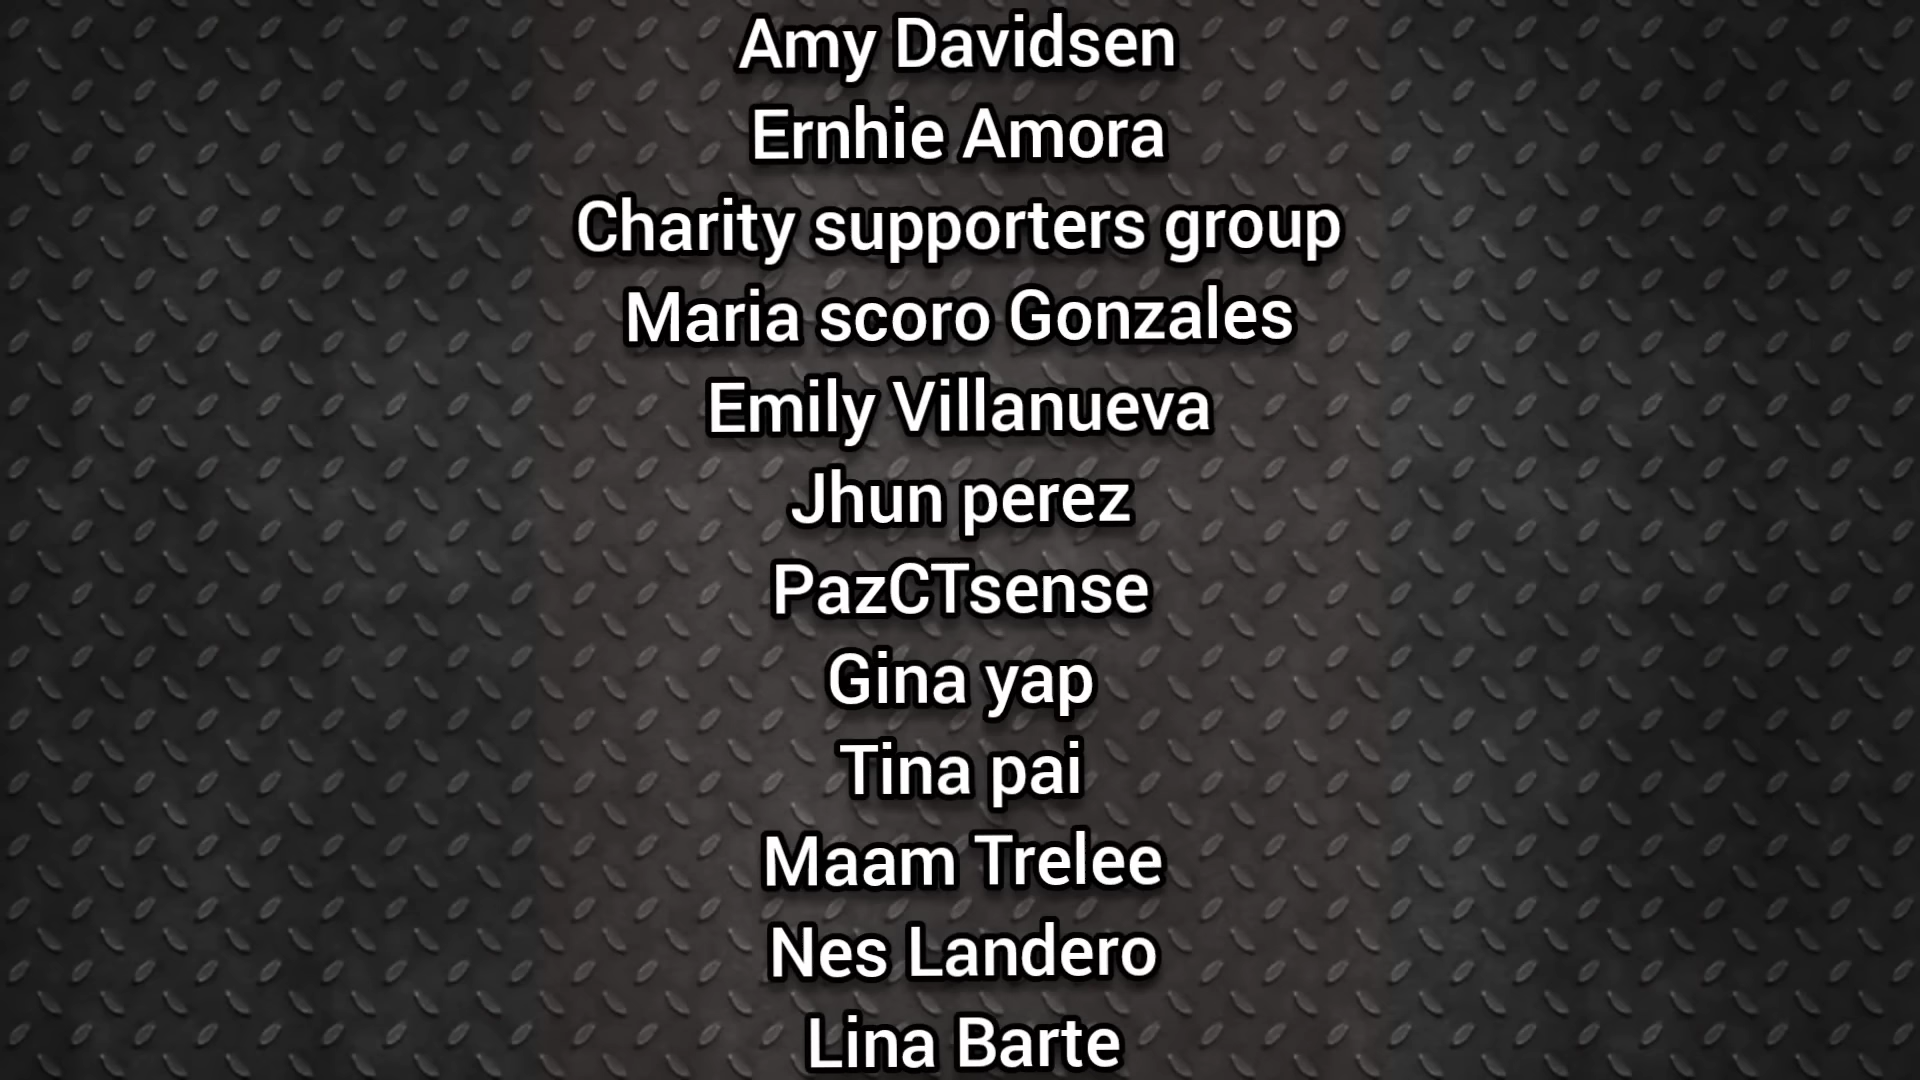 Amy Davidsen
Ernhie Amora
Charity supporters group
Maria scoro Gonzales
Emily Villanueva
Jhun perez
PazCTsense
Gina yap
Tina pai
Maam Trelee
Nes Landero
Lina Barte